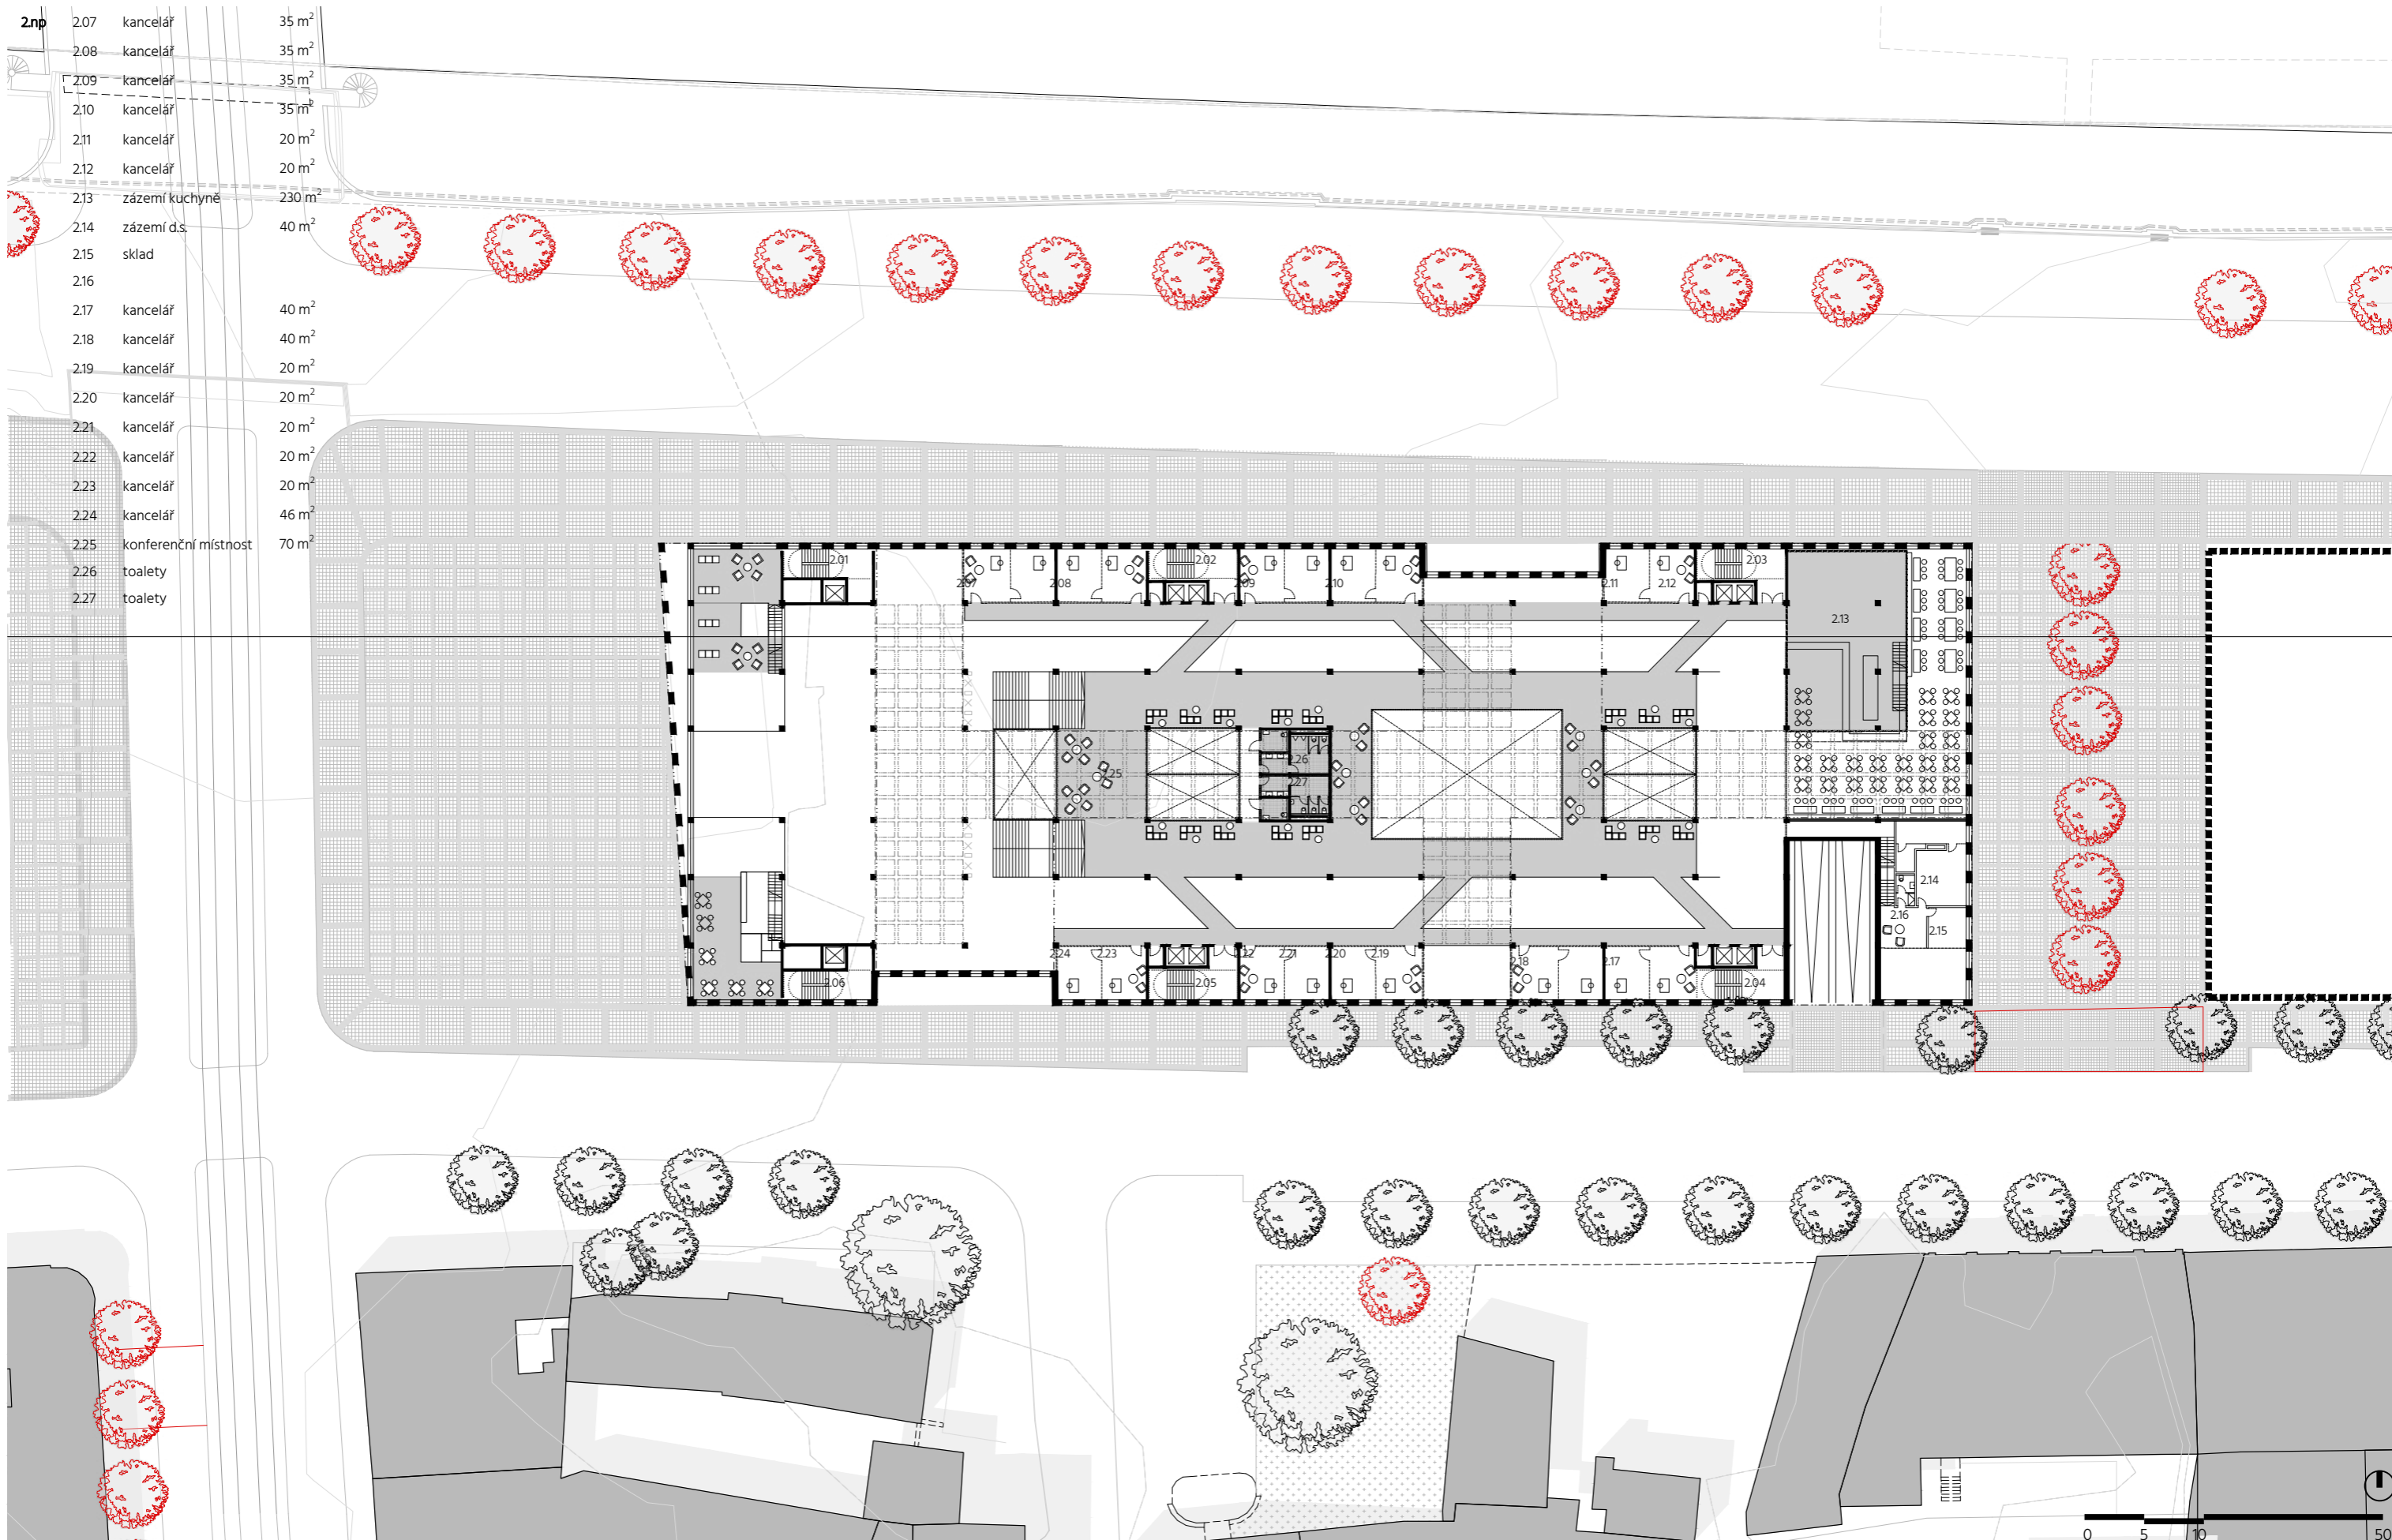 2.np 2.07 kancelář 35 m²
2.08 kancelář 35 m²
2.09 kancelář 35 m²
2.10 kancelář 35 m²
2.11 kancelář 20 m²
2.12 kancelář 20 m²
2.13 zázemí kuchyně 230 m²
2.14 zázemí d.s. 40 m²
2.15 sklad
2.16
2.17 kancelář 40 m²
2.18 kancelář 40 m²
2.19 kancelář 20 m²
2.20 kancelář 20 m²
2.21 kancelář 20 m²
2.22 kancelář 20 m²
2.23 kancelář 20 m²
2.24 kancelář 46 m²
2.25 konferenční místnost 70 m²
2.26 toalety
2.27 toalety
2.01 2.02 2.03
2.07 2.08 2.09 2.10 2.11 2.12
2.13
2.26
2.25
2.27
2.14
2.16
2.15
2.24 2.23 2.22 2.21 2.20 2.19 2.18 2.17
2.06 2.05 2.04
0 5 10 50